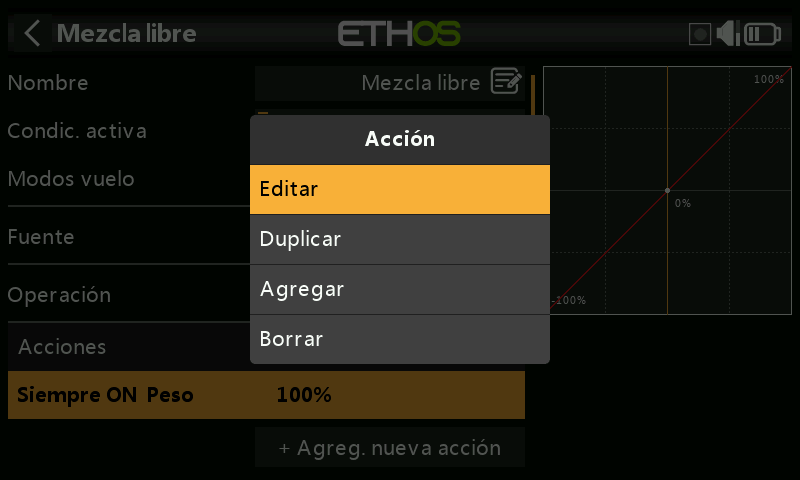 Mezcla libre
ETHOS
Nombre
Mezcla libre
Condic. activa
Modos vuelo
Fuente
Operación
Acciones
Siempre ON Peso 100%
+ Agreg. nueva acción
Acción
Editar
Duplicar
Agregar
Borrar
100%
0%
-100%